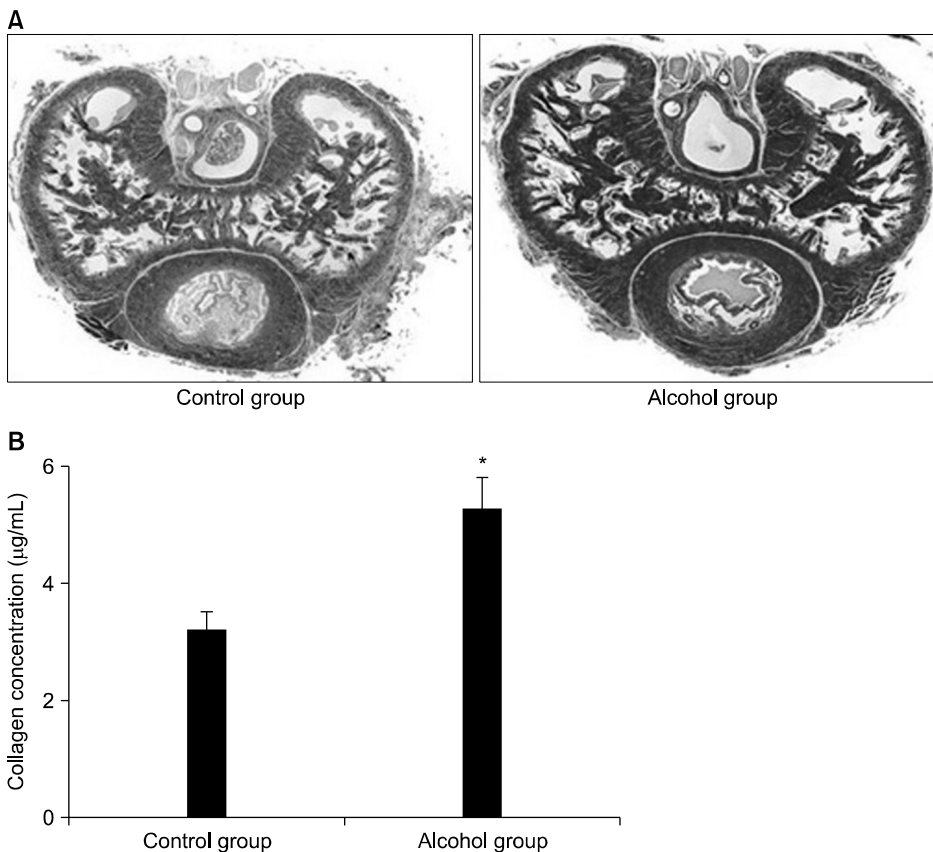 A
Control group
Alcohol group
B
Collagen concentration (μg/mL)
6
4
2
0
*
Control group
Alcohol group